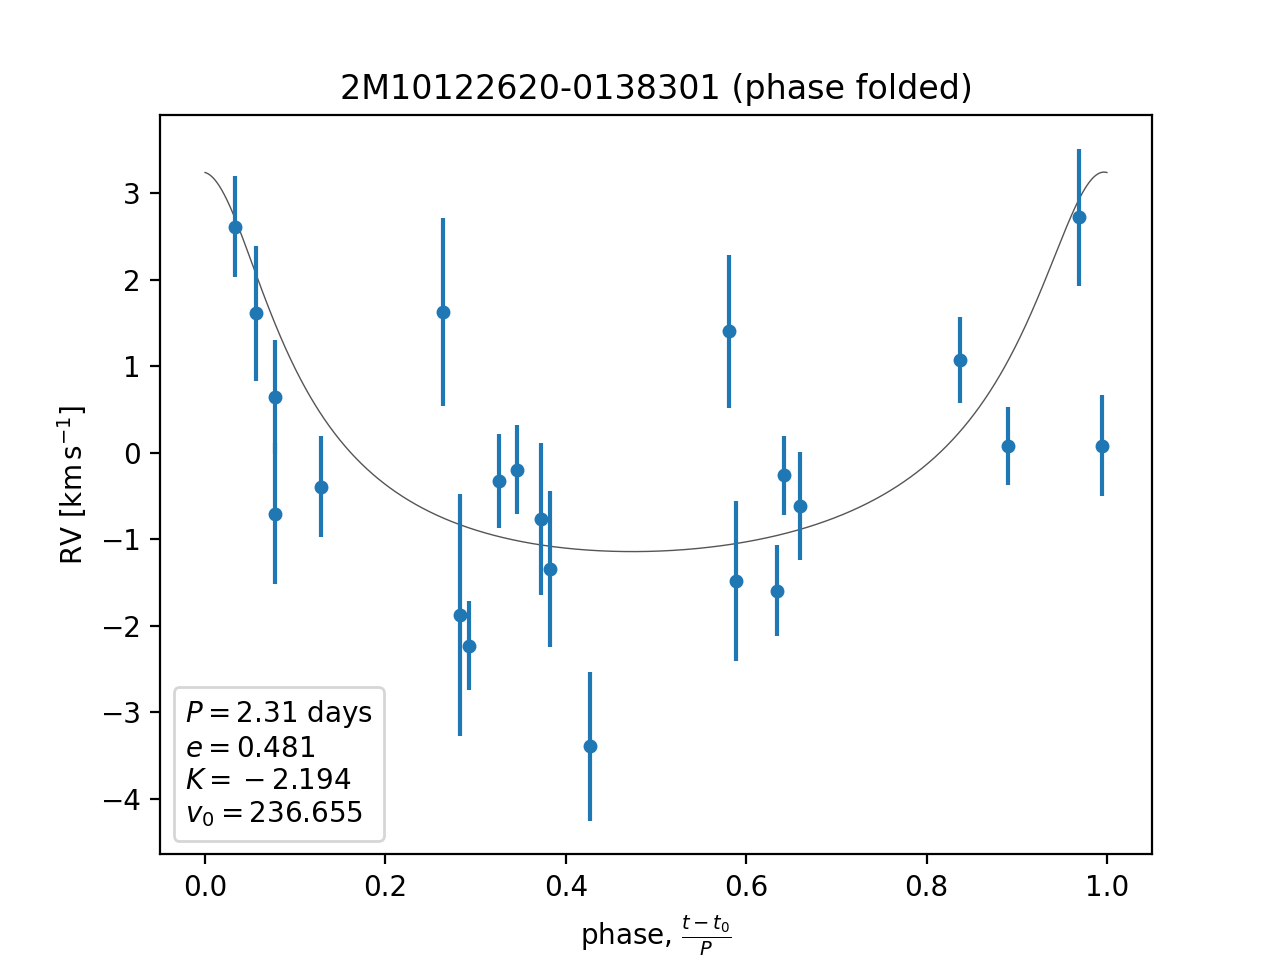 2M10122620-0138301 (phase folded)
3
2
1
0
−1
−2
−3
−4
RV [km s⁻¹]
P = 2.31 days
e = 0.481
K = −2.194
v₀ = 236.655
0.0 0.2 0.4 0.6 0.8 1.0
phase, (t − t₀)/P